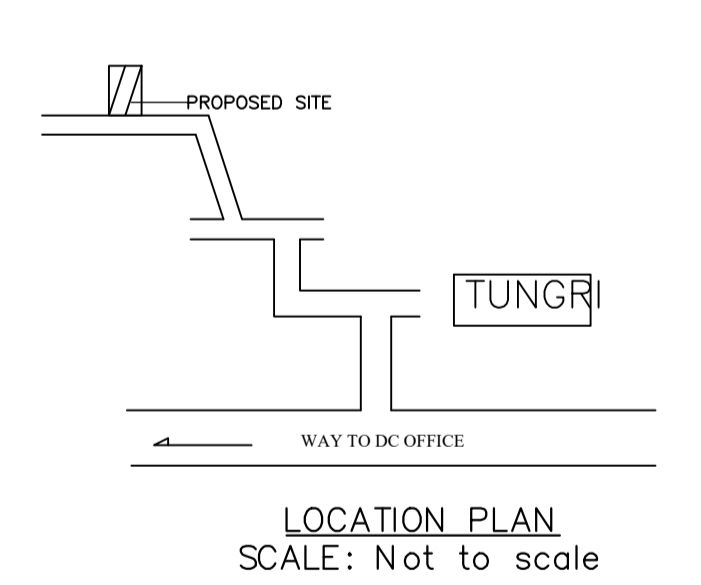 PROPOSED SITE
TUNGRI
WAY TO DC OFFICE
LOCATION PLAN
SCALE: Not to scale